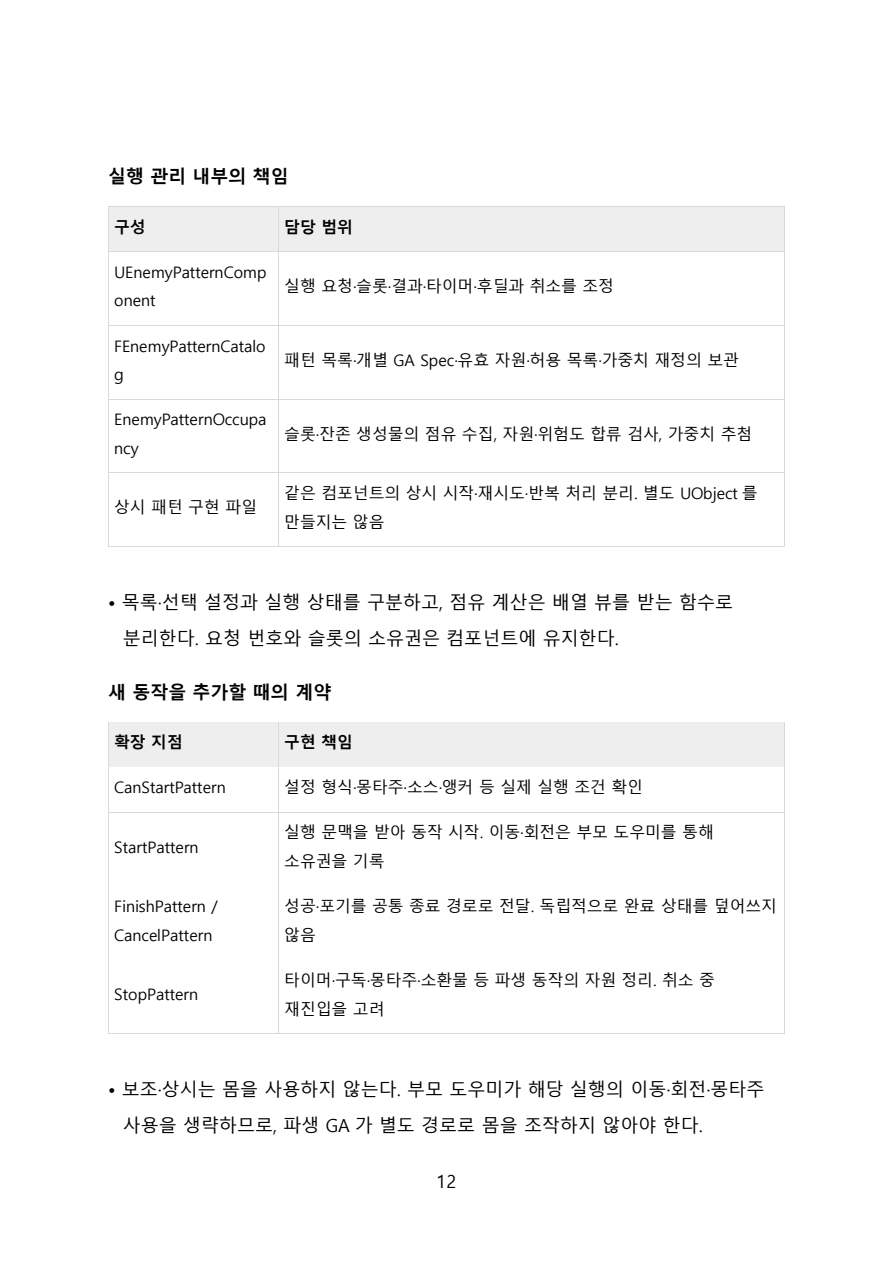 실행 관리 내부의 책임
구성 담당 범위
UEnemyPatternComp
onent
실행 요청·슬롯·결과·타이머·후딜과 취소를 조정
FEnemyPatternCatalo
g
패턴 목록·개별 GA Spec·유효 자원·허용 목록·가중치 재정의 보관
EnemyPatternOccupa
ncy
슬롯·잔존 생성물의 점유 수집, 자원·위험도 합류 검사, 가중치 추첨
상시 패턴 구현 파일
같은 컴포넌트의 상시 시작·재시도·반복 처리 분리. 별도 UObject 를
만들지는 않음
• 목록·선택 설정과 실행 상태를 구분하고, 점유 계산은 배열 뷰를 받는 함수로
분리한다. 요청 번호와 슬롯의 소유권은 컴포넌트에 유지한다.
새 동작을 추가할 때의 계약
확장 지점 구현 책임
CanStartPattern 설정 형식·몽타주·소스·앵커 등 실제 실행 조건 확인
StartPattern
실행 문맥을 받아 동작 시작. 이동·회전은 부모 도우미를 통해
소유권을 기록
FinishPattern /
CancelPattern
성공·포기를 공통 종료 경로로 전달. 독립적으로 완료 상태를 덮어쓰지
않음
StopPattern
타이머·구독·몽타주·소환물 등 파생 동작의 자원 정리. 취소 중
재진입을 고려
• 보조·상시는 몸을 사용하지 않는다. 부모 도우미가 해당 실행의 이동·회전·몽타주
사용을 생략하므로, 파생 GA 가 별도 경로로 몸을 조작하지 않아야 한다.
12